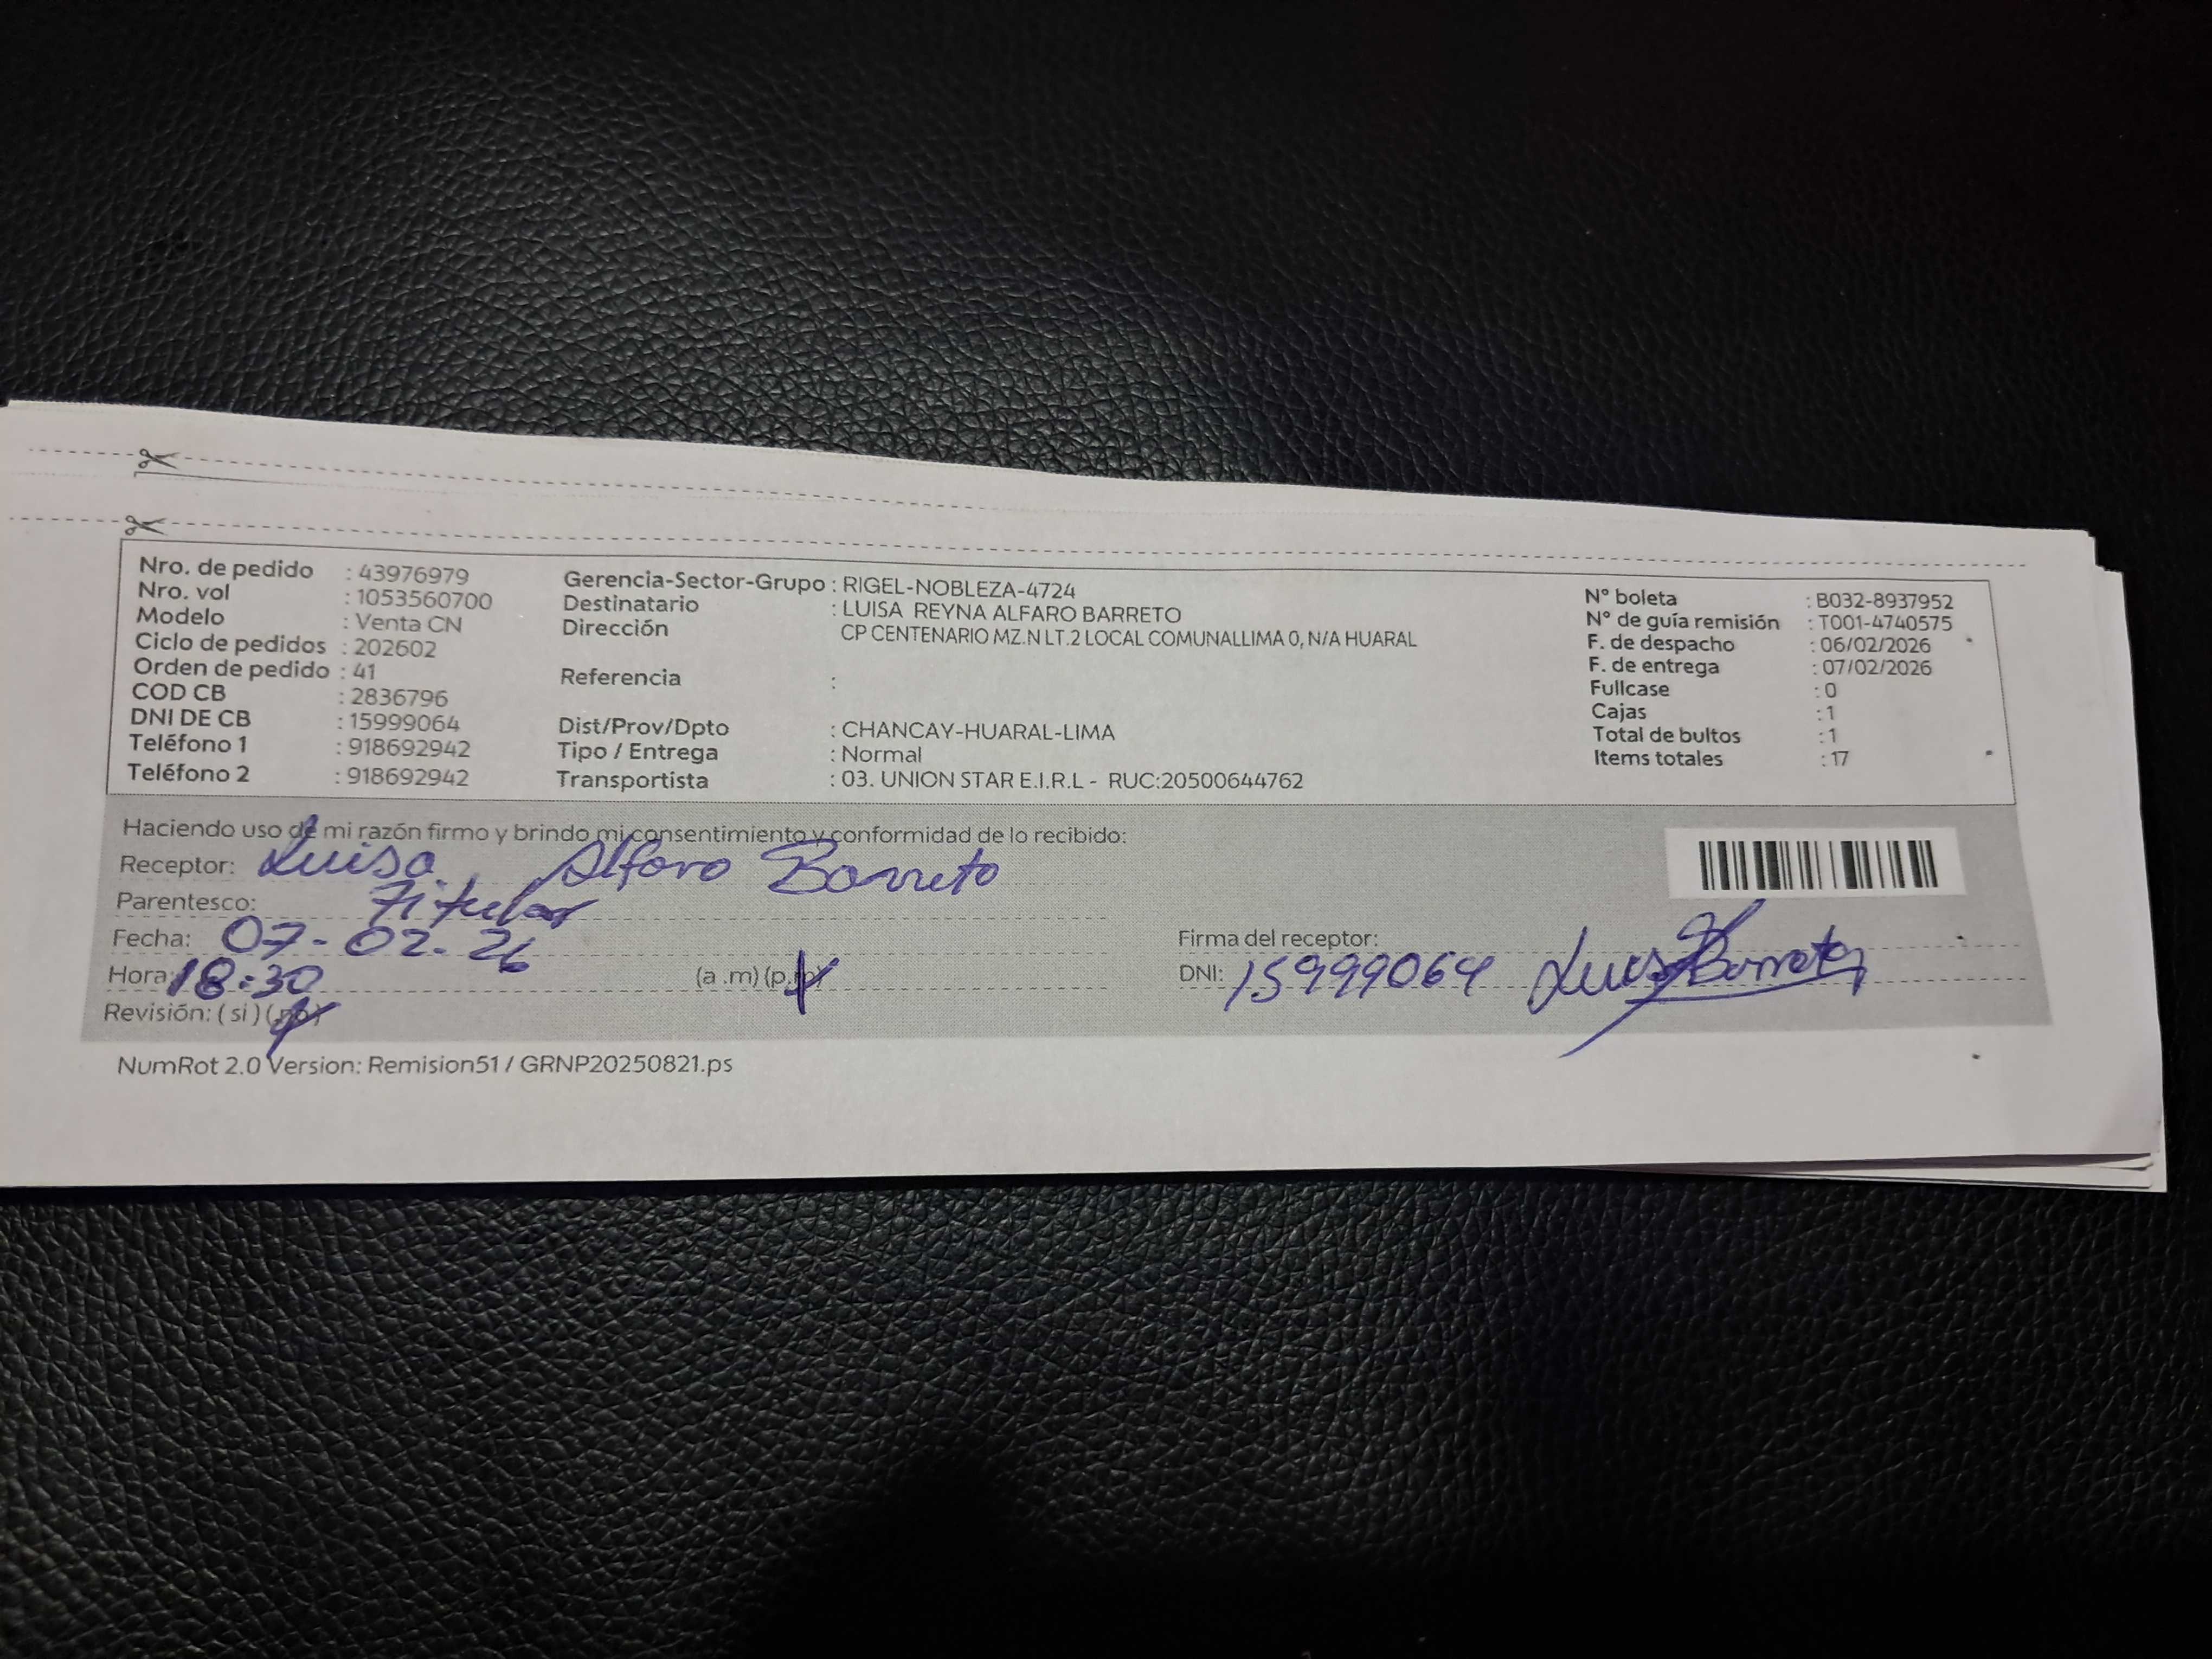 Nro. de pedido : 43976979
Nro. vol : 1053560700
Modelo : Venta CN
Ciclo de pedidos : 202602
Orden de pedido : 41
COD CB : 2836796
DNI DE CB : 15999064
Teléfono 1 : 918692942
Teléfono 2 : 918692942
Gerencia-Sector-Grupo : RIGEL-NOBLEZA-4724
Destinatario : LUISA REYNA ALFARO BARRETO
Dirección CP CENTENARIO MZ.N LT.2 LOCAL COMUNALLIMA 0, N/A HUARAL
Referencia :
Dist/Prov/Dpto : CHANCAY-HUARAL-LIMA
Tipo / Entrega : Normal
Transportista : 03. UNION STAR E.I.R.L - RUC:20500644762
N° boleta : B032-8937952
N° de guía remisión : T001-4740575
F. de despacho : 06/02/2026
F. de entrega : 07/02/2026
Fullcase : 0
Cajas : 1
Total de bultos : 1
Items totales : 17
Haciendo uso de mi razón firmo y brindo mi consentimiento y conformidad de lo recibido:
Receptor: Luisa Alfaro Barreto
Parentesco: Titular
Fecha: 07-02-26
Hora: 18:30 (a .m) (p.m)
Revisión: ( si ) ( no )
Firma del receptor:
DNI: 15999064 Luisa Barreto
NumRot 2.0 Version: Remision51 / GRNP20250821.ps